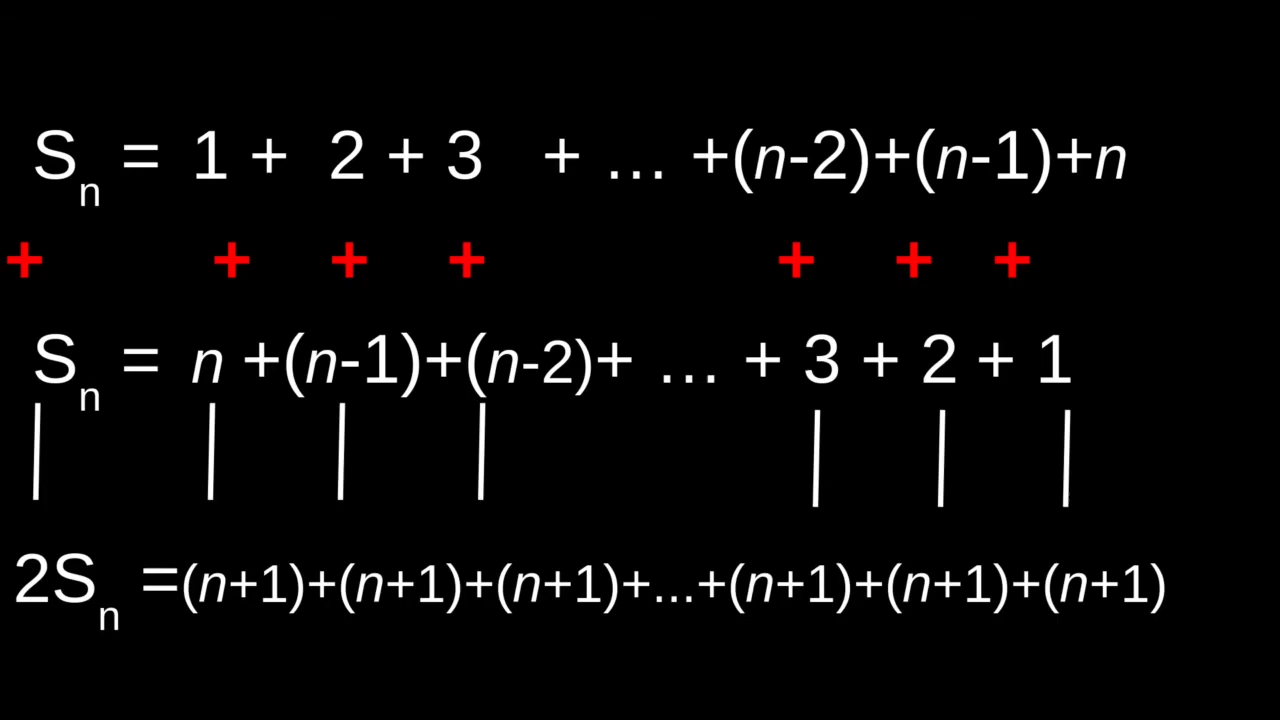 Sn = 1 + 2 + 3 + ... +(n-2)+(n-1)+n
+ + + + + + +
Sn = n +(n-1)+(n-2)+ ... + 3 + 2 + 1
2Sn =(n+1)+(n+1)+(n+1)+...+(n+1)+(n+1)+(n+1)